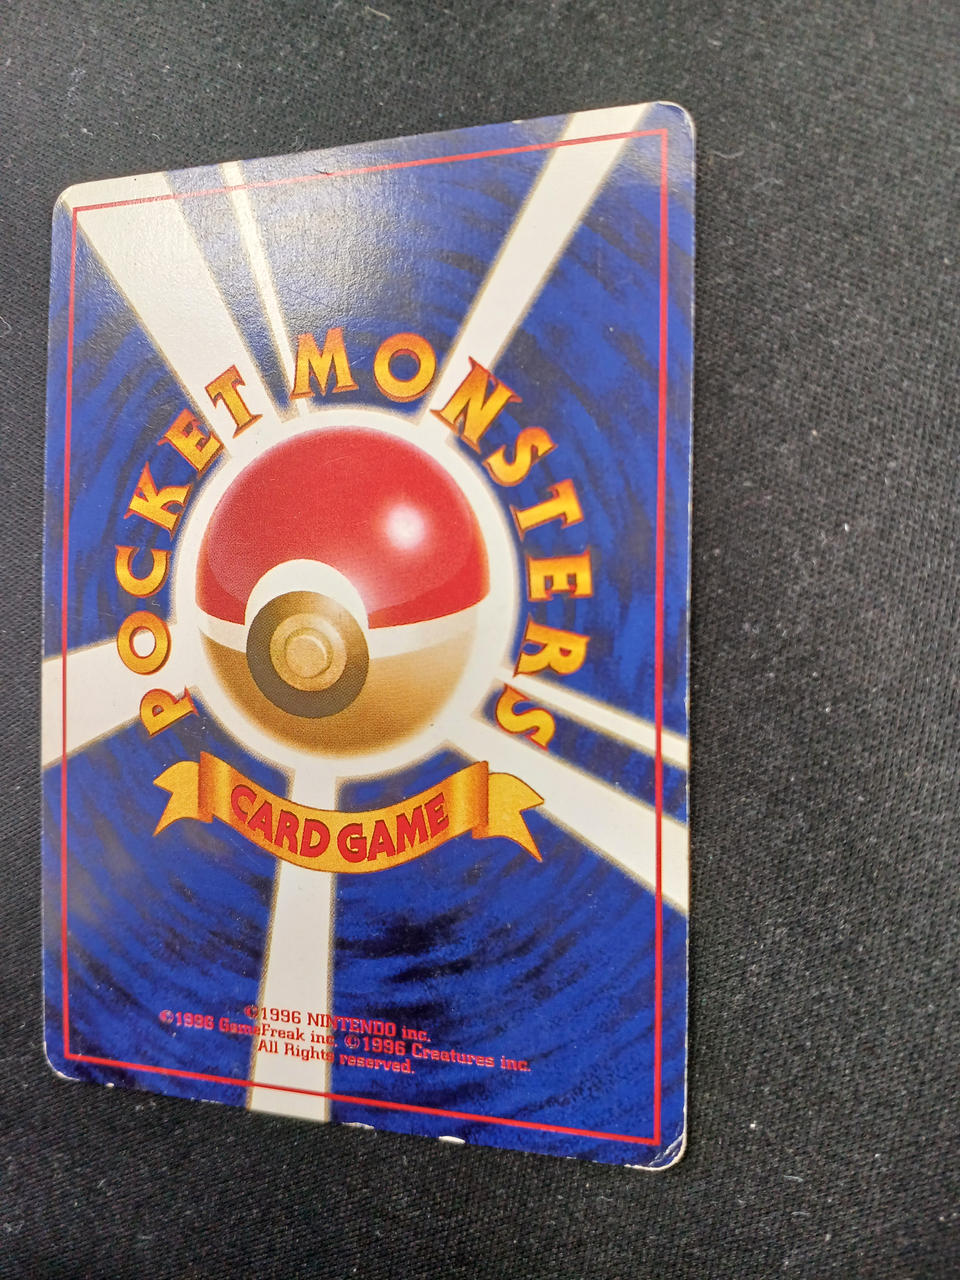 POCKET MONSTERS
CARD GAME
©1996 NINTENDO inc.
©1996 GameFreak inc. ©1996 Creatures inc.
All Rights reserved.